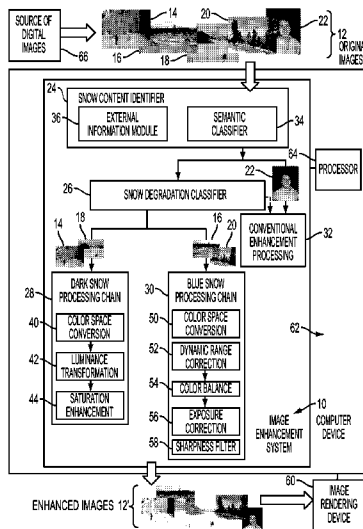 SOURCE OF
DIGITAL
IMAGES
66
14
20
22
12
ORIGINAL
IMAGES
16
18
24
SNOW CONTENT IDENTIFIER
36
EXTERNAL
INFORMATION MODULE
SEMANTIC
CLASSIFIER
34
64
PROCESSOR
22
26
SNOW DEGRADATION CLASSIFIER
18
14
16
20
CONVENTIONAL
ENHANCEMENT
PROCESSING
32
28
DARK SNOW
PROCESSING CHAIN
40
COLOR SPACE
CONVERSION
42
LUMINANCE
TRANSFORMATION
44
SATURATION
ENHANCEMENT
30
BLUE SNOW
PROCESSING CHAIN
50
COLOR SPACE
CONVERSION
52
DYNAMIC RANGE
CORRECTION
54
COLOR BALANCE
56
EXPOSURE
CORRECTION
58
SHARPNESS FILTER
62
10
IMAGE
ENHANCEMENT
SYSTEM
COMPUTER
DEVICE
ENHANCED IMAGES 12'
60
IMAGE
RENDERING
DEVICE